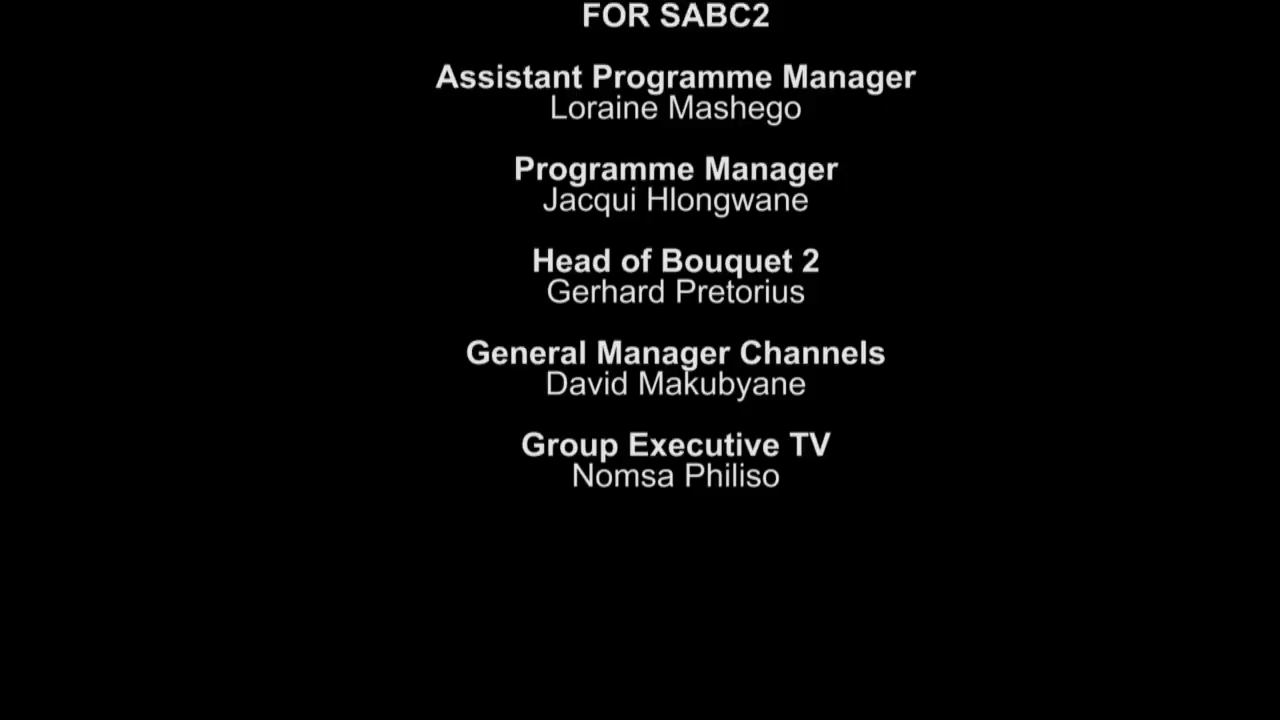 FOR SABC2
Assistant Programme Manager
Loraine Mashego
Programme Manager
Jacqui Hlongwane
Head of Bouquet 2
Gerhard Pretorius
General Manager Channels
David Makubyane
Group Executive TV
Nomsa Philiso